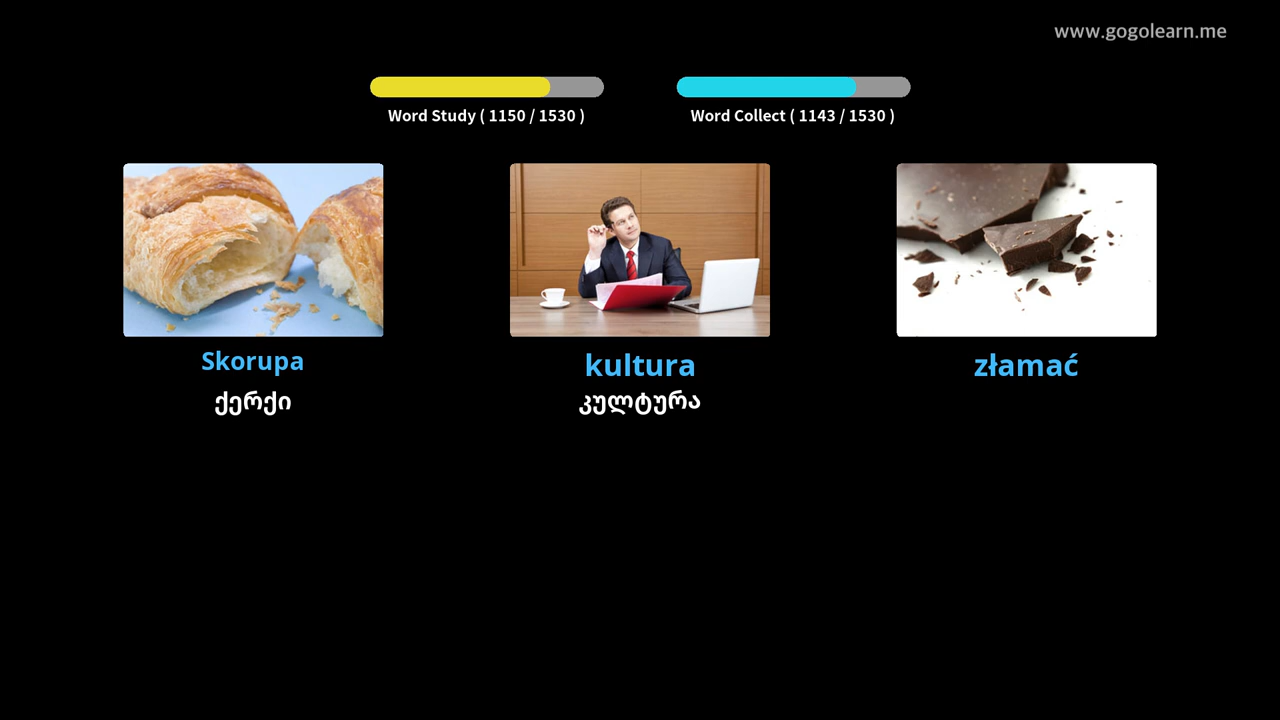 www.gogolearn.me
Word Study ( 1150 / 1530 )
Word Collect ( 1143 / 1530 )
Skorupa
ქერქი
kultura
კულტურა
złamać